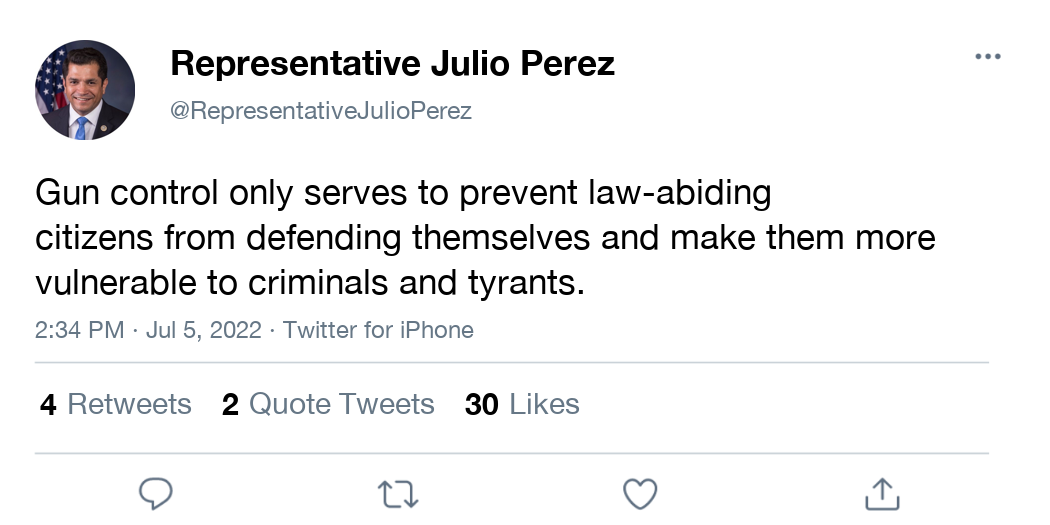 Representative Julio Perez
@RepresentativeJulioPerez
Gun control only serves to prevent law-abiding
citizens from defending themselves and make them more
vulnerable to criminals and tyrants.
2:34 PM · Jul 5, 2022 · Twitter for iPhone
4 Retweets 2 Quote Tweets 30 Likes